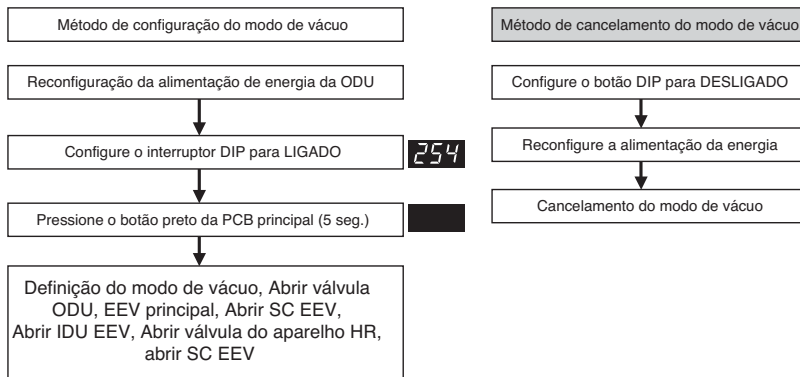 Método de configuração do modo de vácuo
Reconfiguração da alimentação de energia da ODU
Configure o interruptor DIP para LIGADO
254
Pressione o botão preto da PCB principal (5 seg.)
Definição do modo de vácuo, Abrir válvula
ODU, EEV principal, Abrir SC EEV,
Abrir IDU EEV, Abrir válvula do aparelho HR,
abrir SC EEV
Método de cancelamento do modo de vácuo
Configure o botão DIP para DESLIGADO
Reconfigure a alimentação da energia
Cancelamento do modo de vácuo